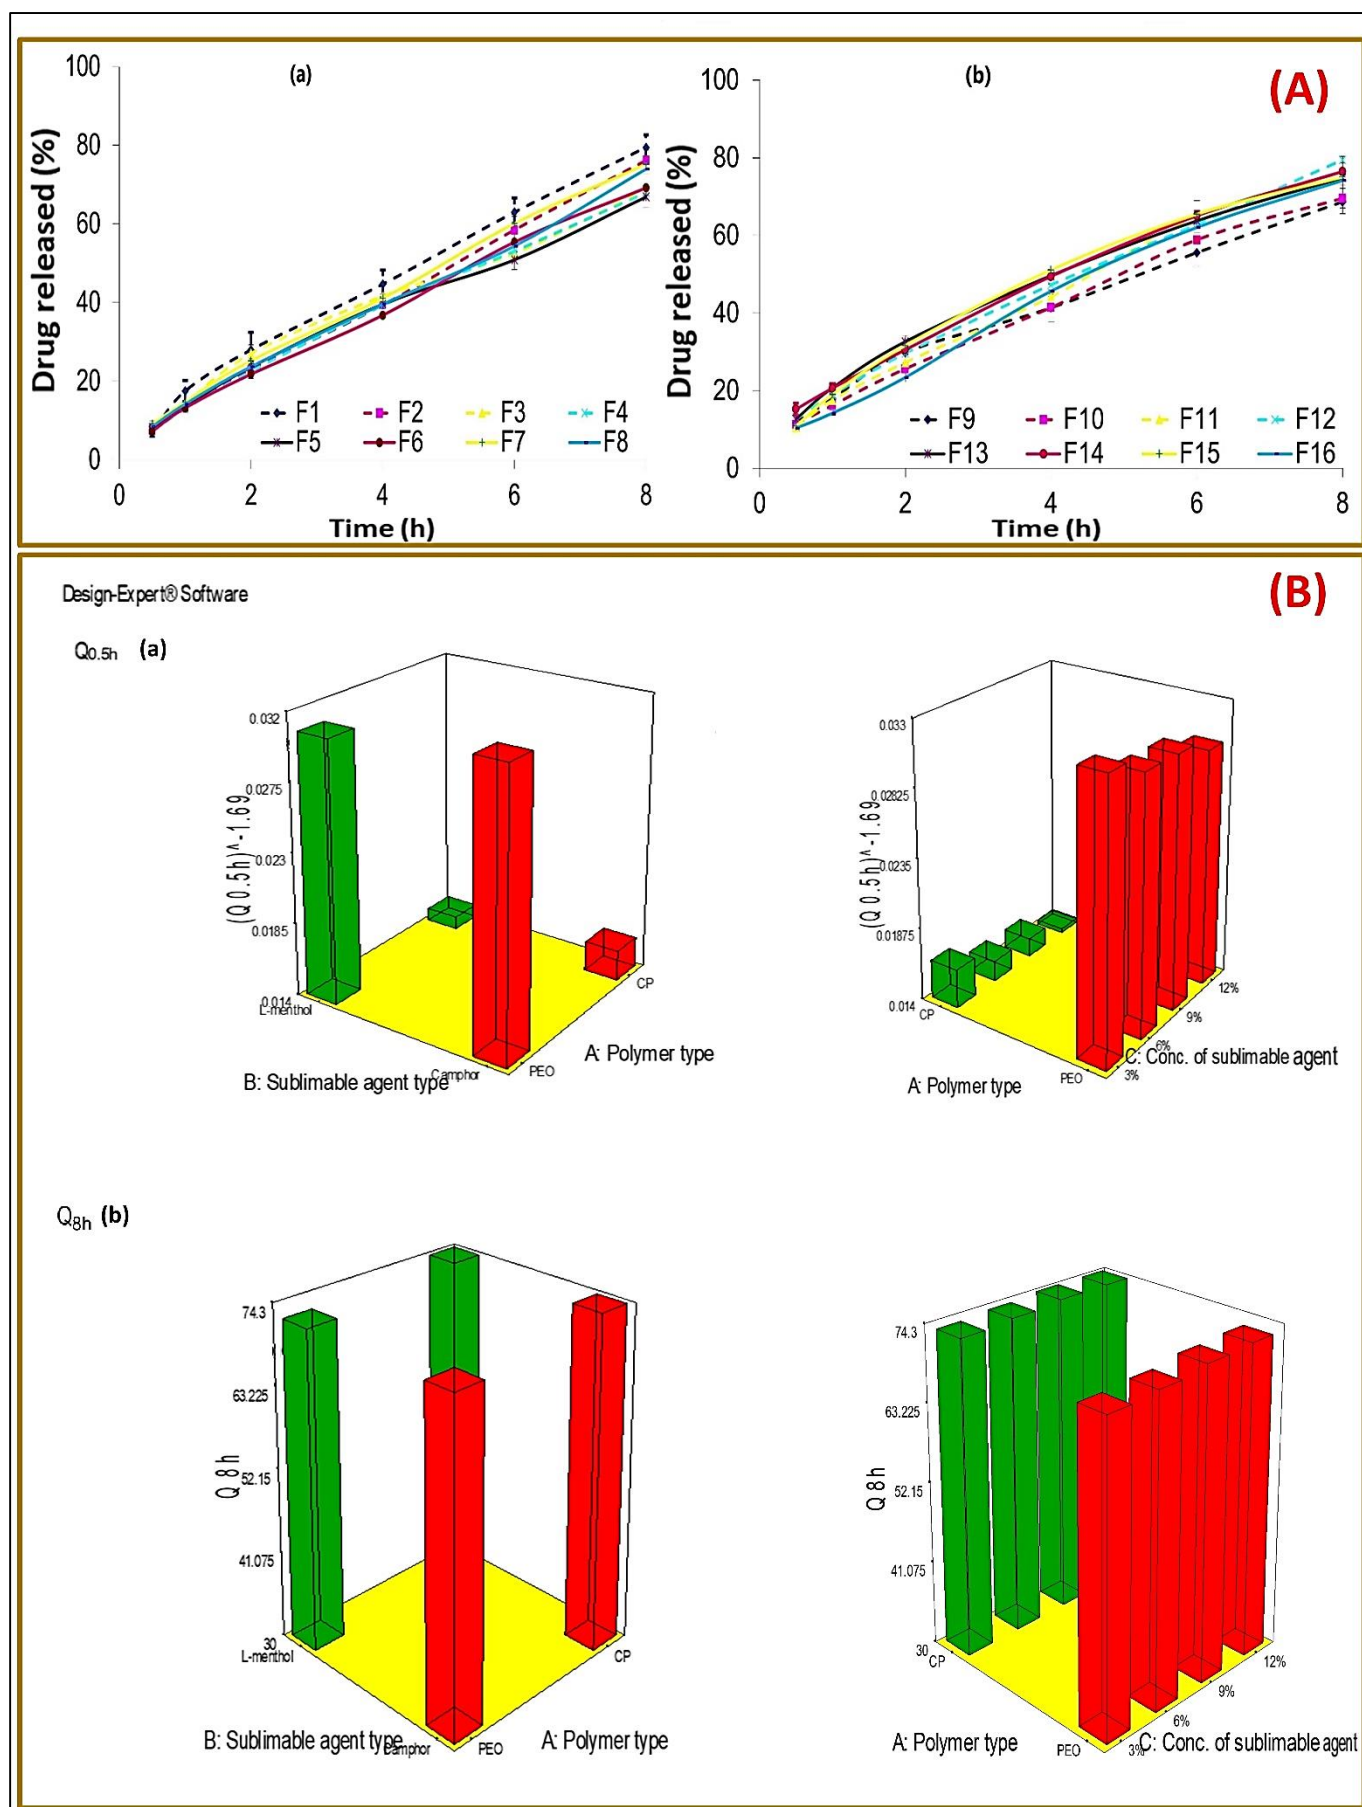 (A)
(a)
Drug released (%)
100
80
60
40
20
0
F1 F2 F3 F4
F5 F6 F7 F8
0 2 4 6 8
Time (h)
(b)
Drug released (%)
100
80
60
40
20
0
F9 F10 F11 F12
F13 F14 F15 F16
0 2 4 6 8
Time (h)
(B)
Design-Expert® Software
Q0.5h (a)
(Q 0.5h)^-1.69
0.032
0.0275
0.023
0.0185
0.014
L-menthol
Camphor
PEO
CP
B: Sublimable agent type
A: Polymer type
(Q 0.5h)^-1.69
0.033
0.02825
0.0235
0.01875
0.014
CP
PEO
3%
6%
9%
12%
A: Polymer type
C: Conc. of sublimable agent
Q8h (b)
Q 8h
74.3
63.225
52.15
41.075
30
L-menthol
Camphor
PEO
CP
B: Sublimable agent type
A: Polymer type
Q 8h
74.3
63.225
52.15
41.075
30
CP
PEO
3%
6%
9%
12%
A: Polymer type
C: Conc. of sublimable agent